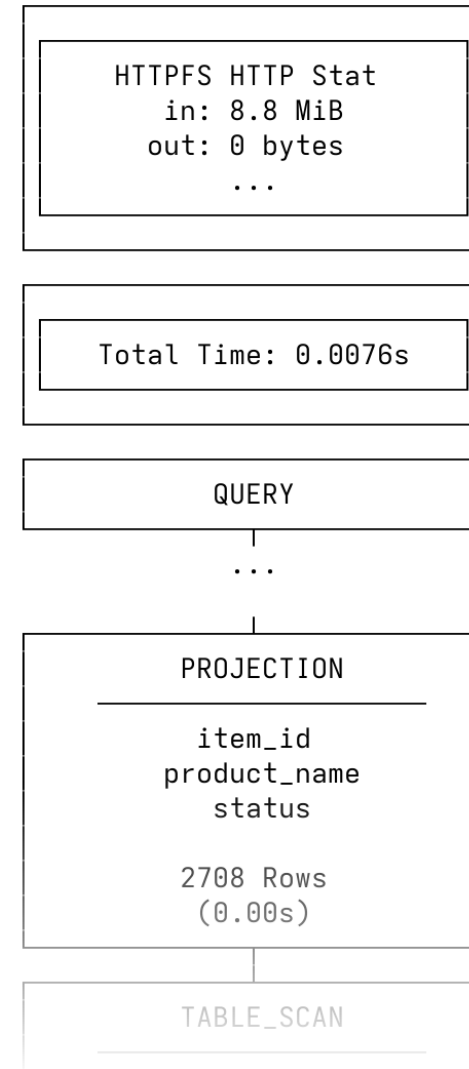 HTTPFS HTTP Stat
in: 8.8 MiB
out: 0 bytes
...
Total Time: 0.0076s
QUERY
...
PROJECTION
item_id
product_name
status
2708 Rows
(0.00s)
TABLE_SCAN